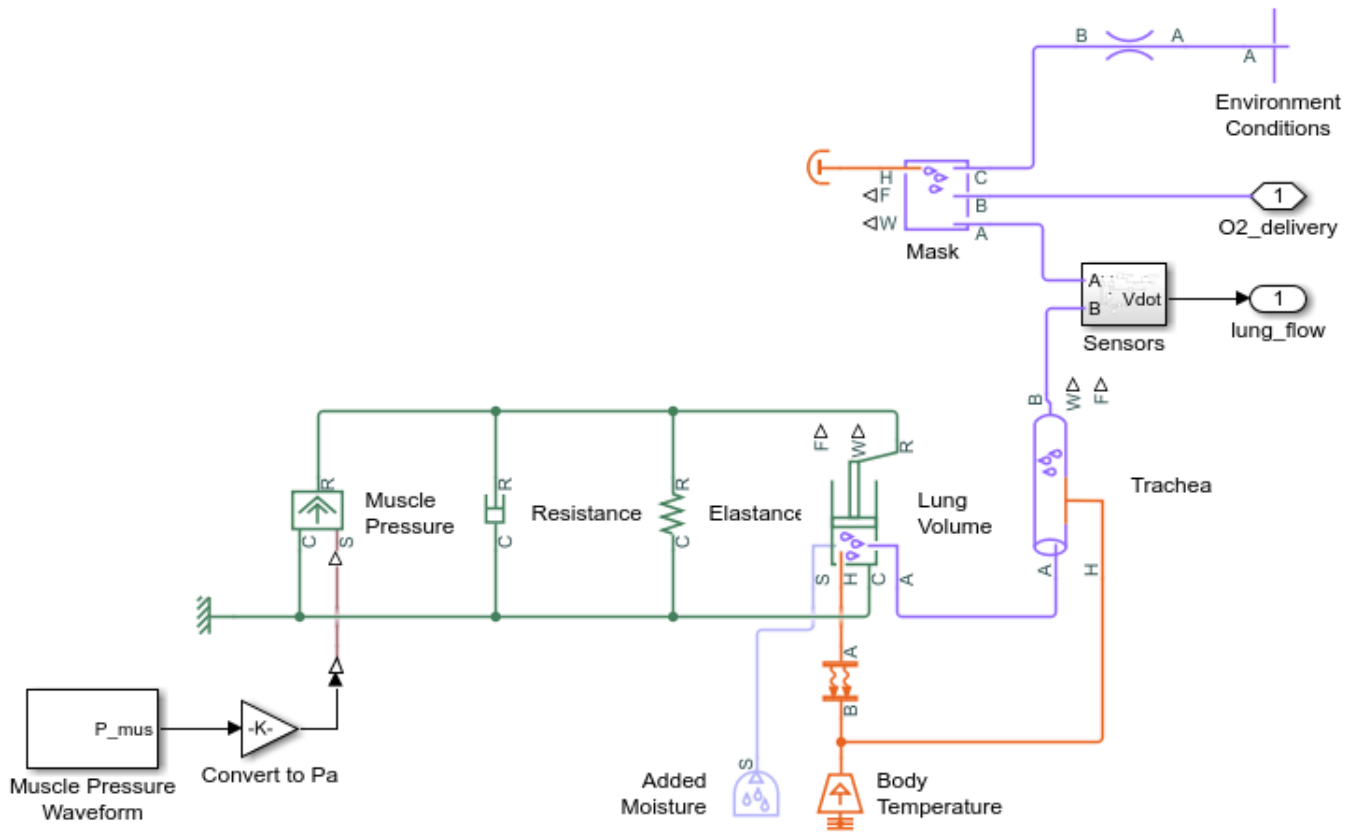 B
A
A
Environment
Conditions
H
C
F
B
1
W
A
O2_delivery
Mask
A
Vdot
1
B
lung_flow
Sensors
B
W
F
F
W
R
R
R
R
Muscle
Pressure
Resistance
Elastance
Lung
Volume
Trachea
C
S
C
C
S
H
C
A
A
H
A
P_mus
-K-
B
Convert to Pa
Muscle Pressure
Waveform
S
Added
Moisture
Body
Temperature